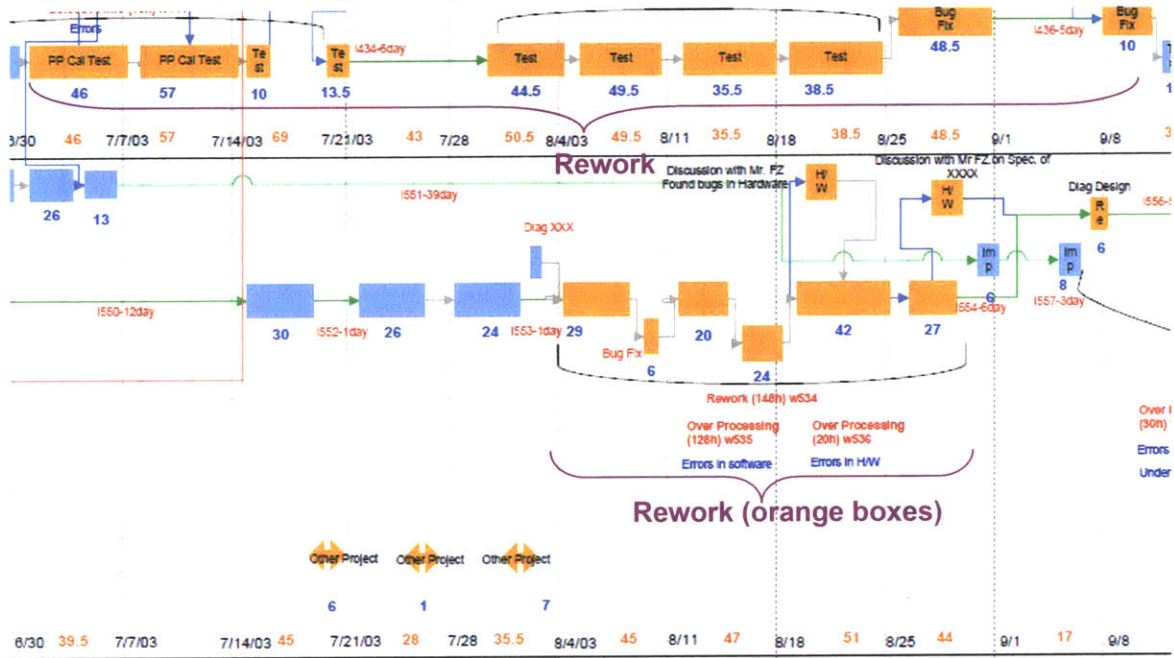 Errors
PP Cal Test
PP Cal Test
Te
st
Te
st
I434-6day
Test
Test
Test
Test
Bug
Fix
I436-5day
Bug
Fix
46
57
10
13.5
44.5
49.5
35.5
38.5
48.5
10
6/30 46 7/7/03 57 7/14/03 69 7/21/03 43 7/28 50.5 8/4/03 49.5 8/11 35.5 8/18 38.5 8/25 48.5 9/1 9/8
Rework
Discussion with Mr. FZ
Found bugs in Hardware
H/
W
Discussion with Mr FZ on Spec. of
XXXX
H/
W
Diag Design
Re
I556-
6
26
13
I551-39day
Diag XXX
Im
p
6
Im
p
8
I550-12day
30
I552-1day
26
24
I553-1day
29
Bug Fix
6
20
24
42
27
I554-6day
I557-3day
Rework (148h) w534
Over Processing
(128h) w535
Over Processing
(20h) w536
Errors in software
Errors in H/W
Over
(30h)
Errors
Under
Rework (orange boxes)
Other Project
Other Project
Other Project
6
1
7
6/30 39.5 7/7/03 7/14/03 45 7/21/03 28 7/28 35.5 8/4/03 45 8/11 47 8/18 51 8/25 44 9/1 17 9/8